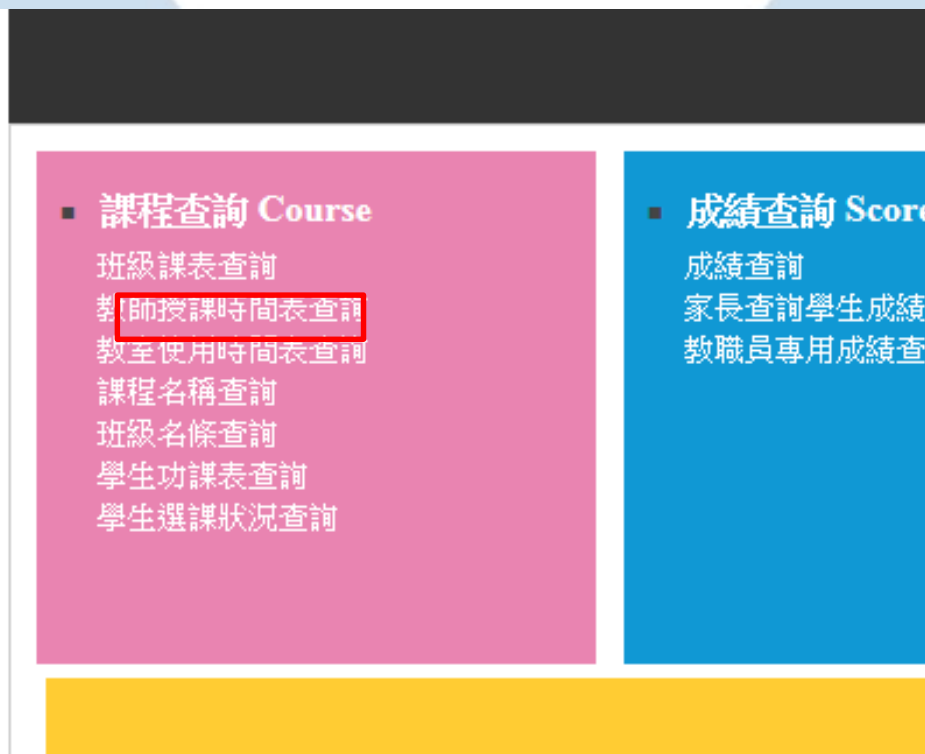 課程查詢 Course
班級課表查詢
教師授課時間表查詢
教室使用時間表查詢
課程名稱查詢
班級名條查詢
學生功課表查詢
學生選課狀況查詢
成績查詢 Score
成績查詢
家長查詢學生成績
教職員專用成績查